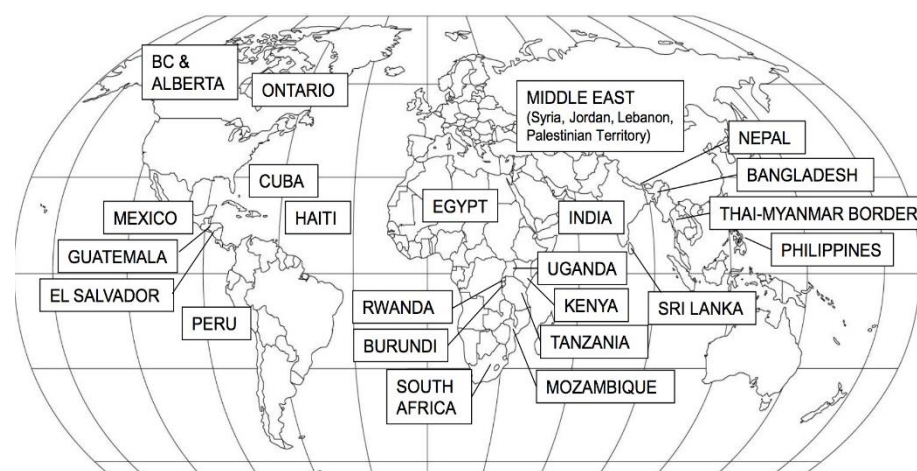 BC &
ALBERTA
ONTARIO
MIDDLE EAST
(Syria, Jordan, Lebanon,
Palestinian Territory)
NEPAL
BANGLADESH
CUBA
THAI-MYANMAR BORDER
MEXICO
HAITI
EGYPT
INDIA
PHILIPPINES
GUATEMALA
UGANDA
EL SALVADOR
RWANDA
KENYA
SRI LANKA
PERU
BURUNDI
TANZANIA
SOUTH
AFRICA
MOZAMBIQUE